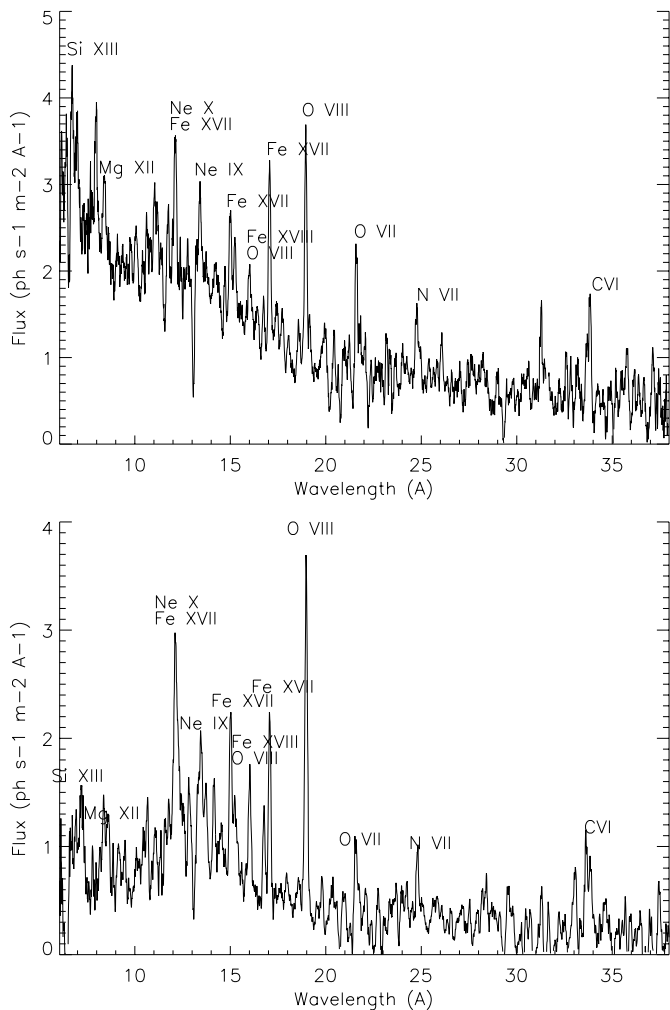 5
Si XIII
4
Ne X
Fe XVII
O VIII
Fe XVII
Mg XII
Ne IX
3
Fe XVII
Fe XVIII
O VIII
O VII
2
N VII
CVI
1
0
Flux (ph s−1 m−2 A−1)
10 15 20 25 30 35
Wavelength (A)
4
O VIII
Ne X
Fe XVII
3
Fe XVII
Fe XVII
Ne IX
2
Fe XVIII
O VIII
Si XIII
Mg XII
O VII
N VII
CVI
1
0
Flux (ph s−1 m−2 A−1)
10 15 20 25 30 35
Wavelength (A)